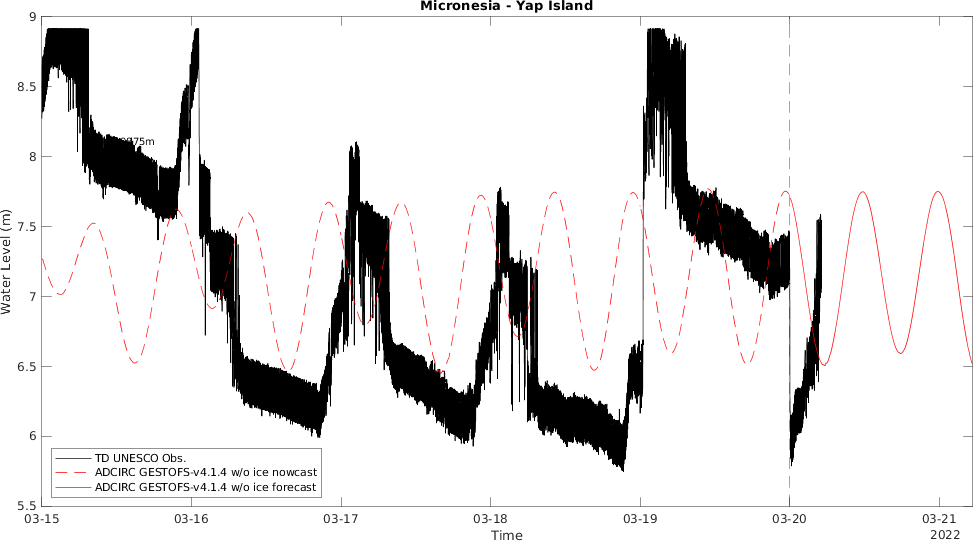 Micronesia - Yap Island
9
8.5
8
7.5
7
6.5
6
5.5
Water Level (m)
TD UNESCO Obs.
ADCIRC GESTOFS-v4.1.4 w/o ice nowcast
ADCIRC GESTOFS-v4.1.4 w/o ice forecast
03-15
03-16
03-17
03-18
03-19
03-20
03-21
Time
2022